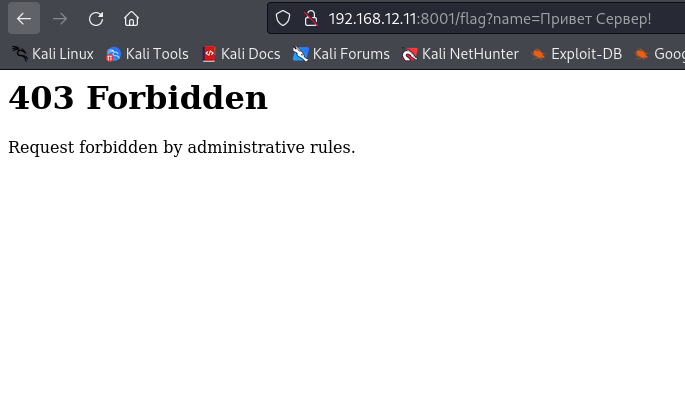 192.168.12.11:8001/flag?name=Привет Сервер!
Kali Linux Kali Tools Kali Docs Kali Forums Kali NetHunter Exploit-DB Goog
403 Forbidden
Request forbidden by administrative rules.